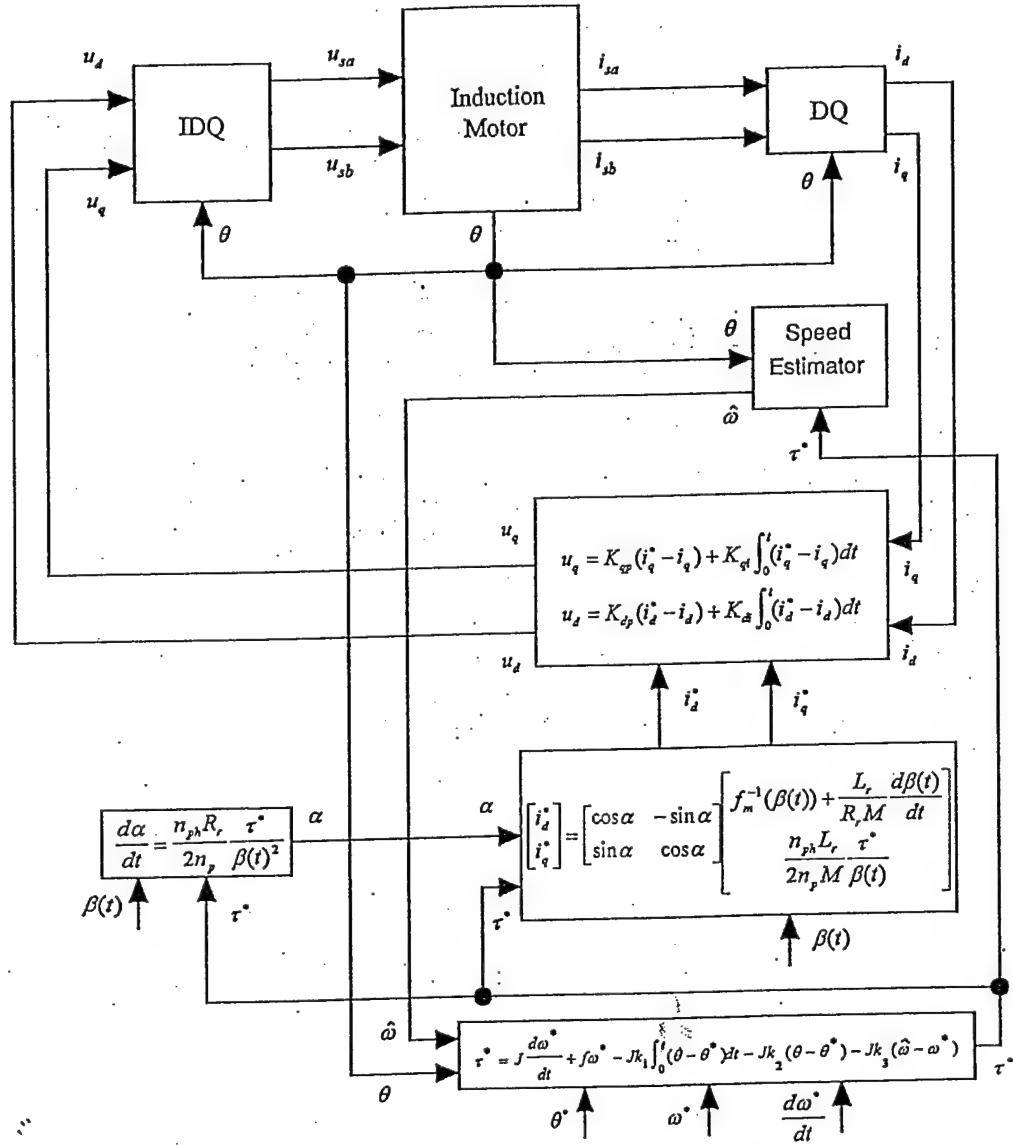 u_d u_sa i_sa i_d
IDQ
Induction
Motor
DQ
u_q u_sb i_sb i_q
θ θ θ
θ
Speed
Estimator
ω̂
τ*
u_q
u_q = K_qp(i_q* − i_q) + K_qi ∫_0^t (i_q* − i_q)dt
i_q
u_d = K_dp(i_d* − i_d) + K_di ∫_0^t (i_d* − i_d)dt
u_d i_d
i_d* i_q*
dα/dt = (n_ph R_r / 2n_p) (τ* / β(t)²)
α α
[i_d* ; i_q*] = [cos α −sin α ; sin α cos α] [f_m^{-1}(β(t)) + (L_r / R_r M) (dβ(t)/dt) ; (n_ph L_r / 2n_p M) (τ* / β(t))]
β(t) τ* τ*
β(t)
ω̂
τ* = J dω*/dt + fω* − Jk_1 ∫_0^t (θ − θ*)dt − Jk_2 (θ − θ*) − Jk_3 (ω̂ − ω*)
τ*
θ θ* ω* dω*/dt